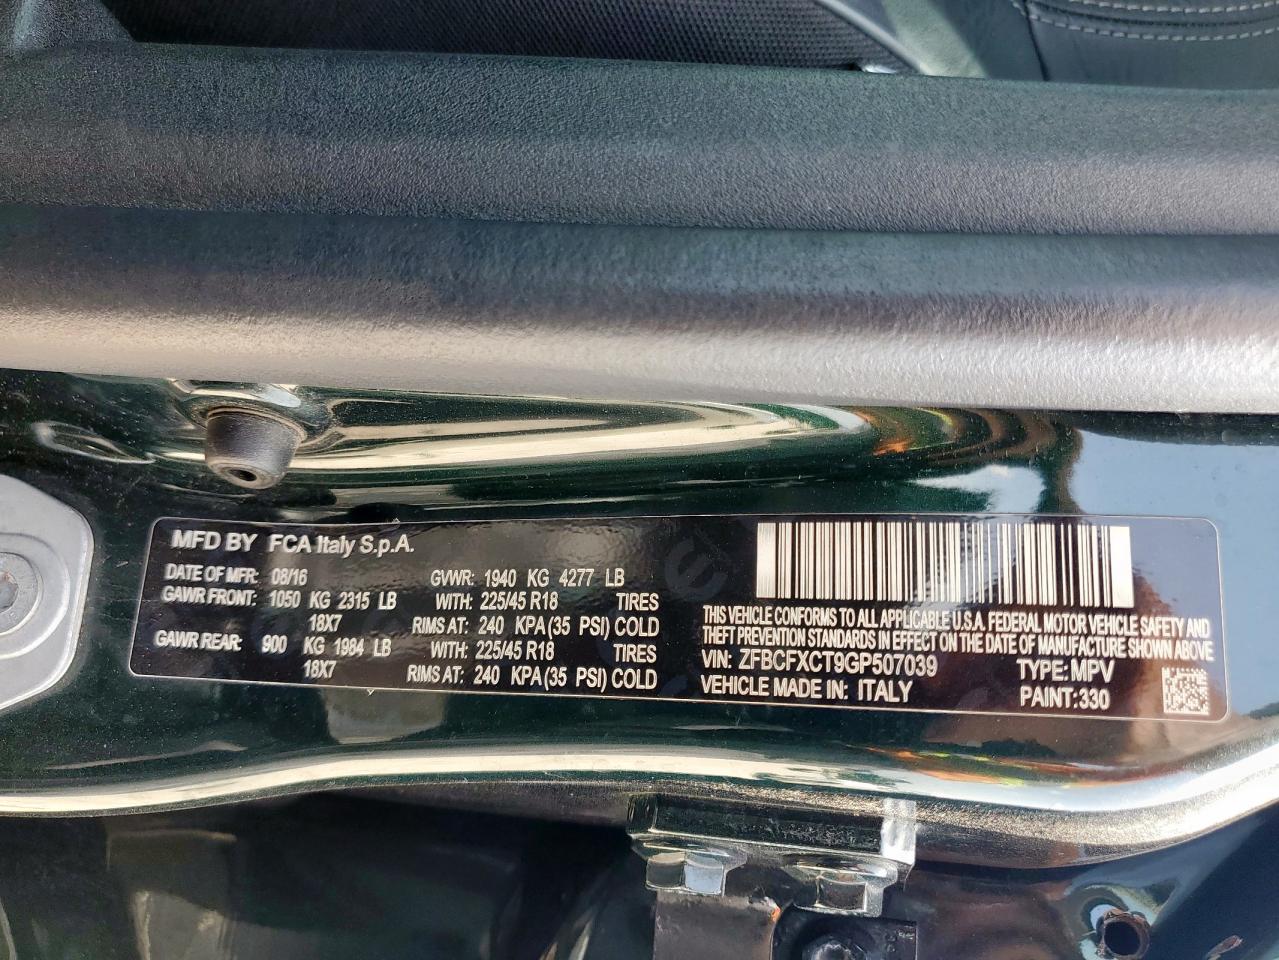 MFD BY FCA Italy S.p.A.
DATE OF MFR: 08/16 GVWR: 1940 KG 4277 LB
GAWR FRONT: 1050 KG 2315 LB WITH: 225/45 R18 TIRES
18X7 RIMS AT: 240 KPA(35 PSI) COLD
GAWR REAR: 900 KG 1984 LB WITH: 225/45 R18 TIRES
18X7 RIMS AT: 240 KPA(35 PSI) COLD
THIS VEHICLE CONFORMS TO ALL APPLICABLE U.S.A. FEDERAL MOTOR VEHICLE SAFETY AND
THEFT PREVENTION STANDARDS IN EFFECT ON THE DATE OF MANUFACTURE SHOWN ABOVE
VIN: ZFBCFXCT9GP507039 TYPE: MPV
VEHICLE MADE IN: ITALY PAINT:330